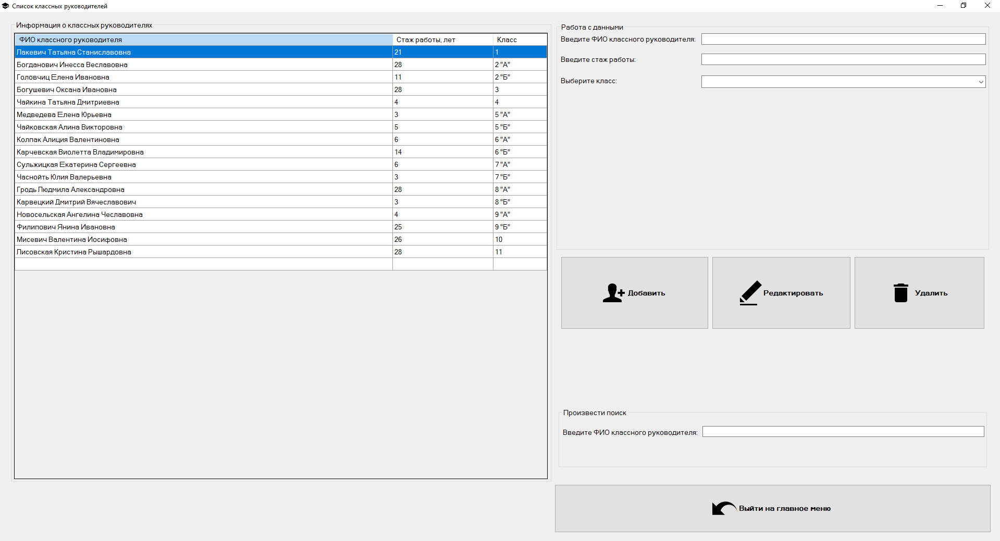 Список классных руководителей
Информация о классных руководителях
ФИО классного руководителя Стаж работы, лет Класс
Лакевич Татьяна Станиславовна 21 1
Богданович Инесса Веславовна 28 2 "А"
Головчиц Елена Ивановна 11 2 "Б"
Богушевич Оксана Ивановна 28 3
Чайкина Татьяна Дмитриевна 4 4
Медведева Елена Юрьевна 3 5 "А"
Чайковская Алина Викторовна 5 5 "Б"
Колпак Алиция Валентиновна 6 6 "А"
Карчевская Виолетта Владимировна 14 6 "Б"
Сульжицкая Екатерина Сергеевна 6 7 "А"
Часнойть Юлия Валерьевна 3 7 "Б"
Гродь Людмила Александровна 28 8 "А"
Карвецкий Дмитрий Вячеславович 3 8 "Б"
Новосельская Ангелина Чеславовна 4 9 "А"
Филипович Янина Ивановна 25 9 "Б"
Мисевич Валентина Иосифовна 26 10
Лисовская Кристина Рышардовна 28 11
Работа с данными
Введите ФИО классного руководителя:
Введите стаж работы:
Выберите класс:
Добавить
Редактировать
Удалить
Произвести поиск
Введите ФИО классного руководителя:
Выйти на главное меню